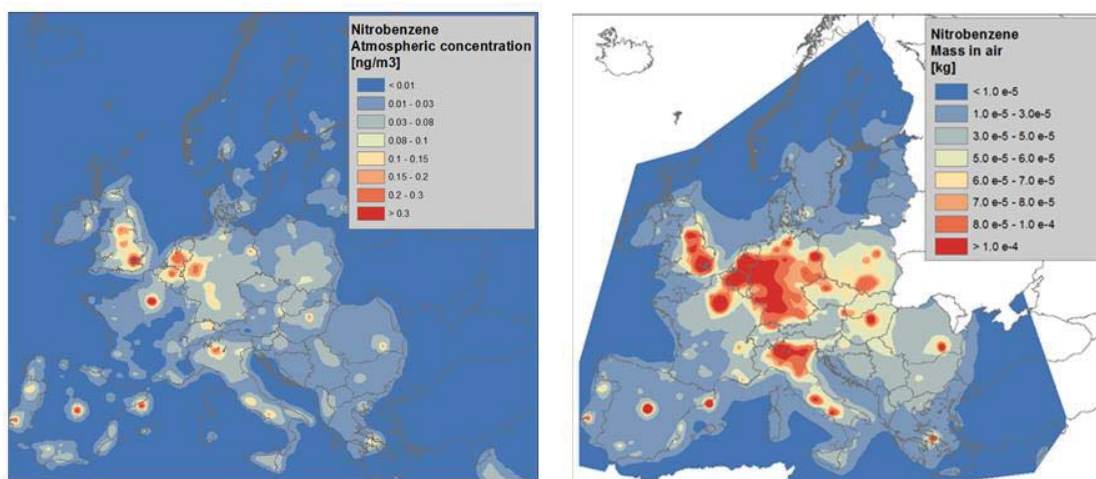 Nitrobenzene
Atmospheric concentration
[ng/m3]
< 0.01
0.01 - 0.03
0.03 - 0.08
0.08 - 0.1
0.1 - 0.15
0.15 - 0.2
0.2 - 0.3
> 0.3
Nitrobenzene
Mass in air
[kg]
< 1.0 e-5
1.0 e-5 - 3.0e-5
3.0 e-5 - 5.0 e-5
5.0 e-5 - 6.0 e-5
6.0 e-5 - 7.0 e-5
7.0 e-5 - 8.0 e-5
8.0 e-5 - 1.0 e-4
> 1.0 e-4